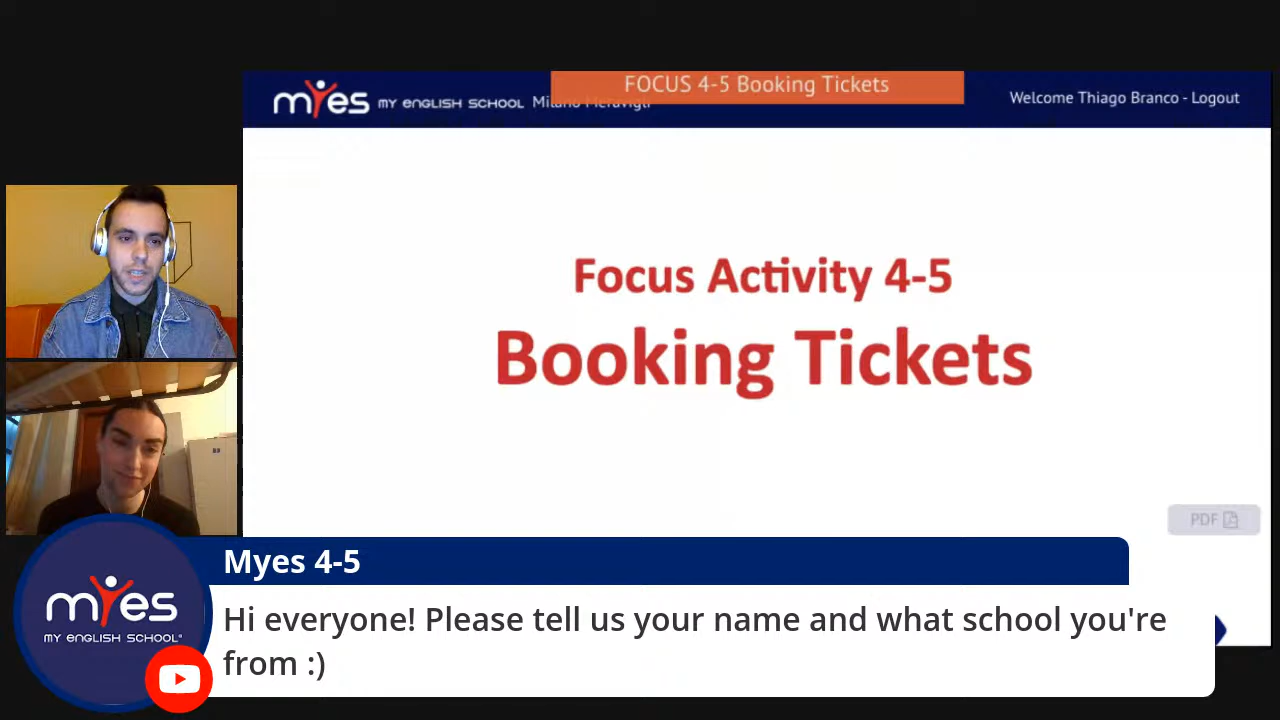 FOCUS 4-5 Booking Tickets
myes MY ENGLISH SCHOOL Milano Meravigli
Welcome Thiago Branco - Logout
Focus Activity 4-5
Booking Tickets
PDF
Myes 4-5
Hi everyone! Please tell us your name and what school you're
from :)
myes
MY ENGLISH SCHOOL